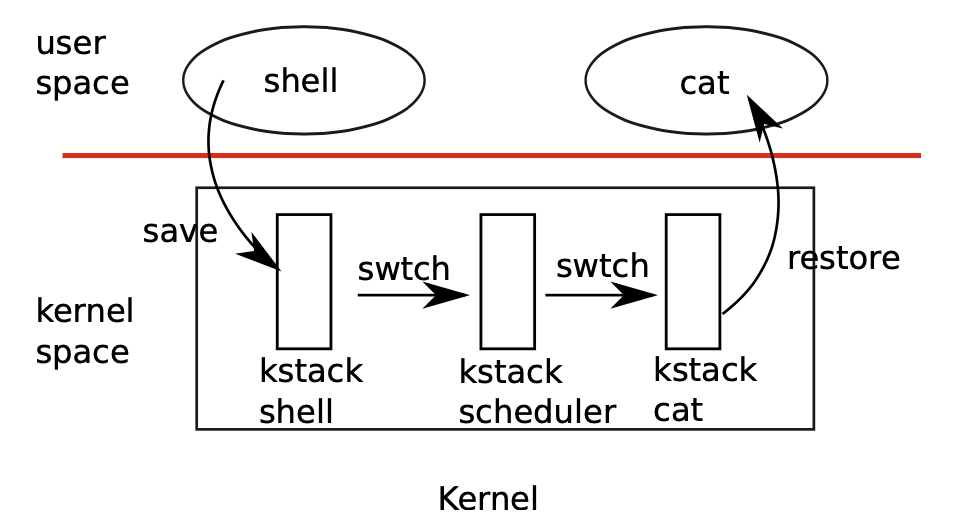 user
space
shell
cat
save
swtch
swtch
restore
kernel
space
kstack
shell
kstack
scheduler
kstack
cat
Kernel